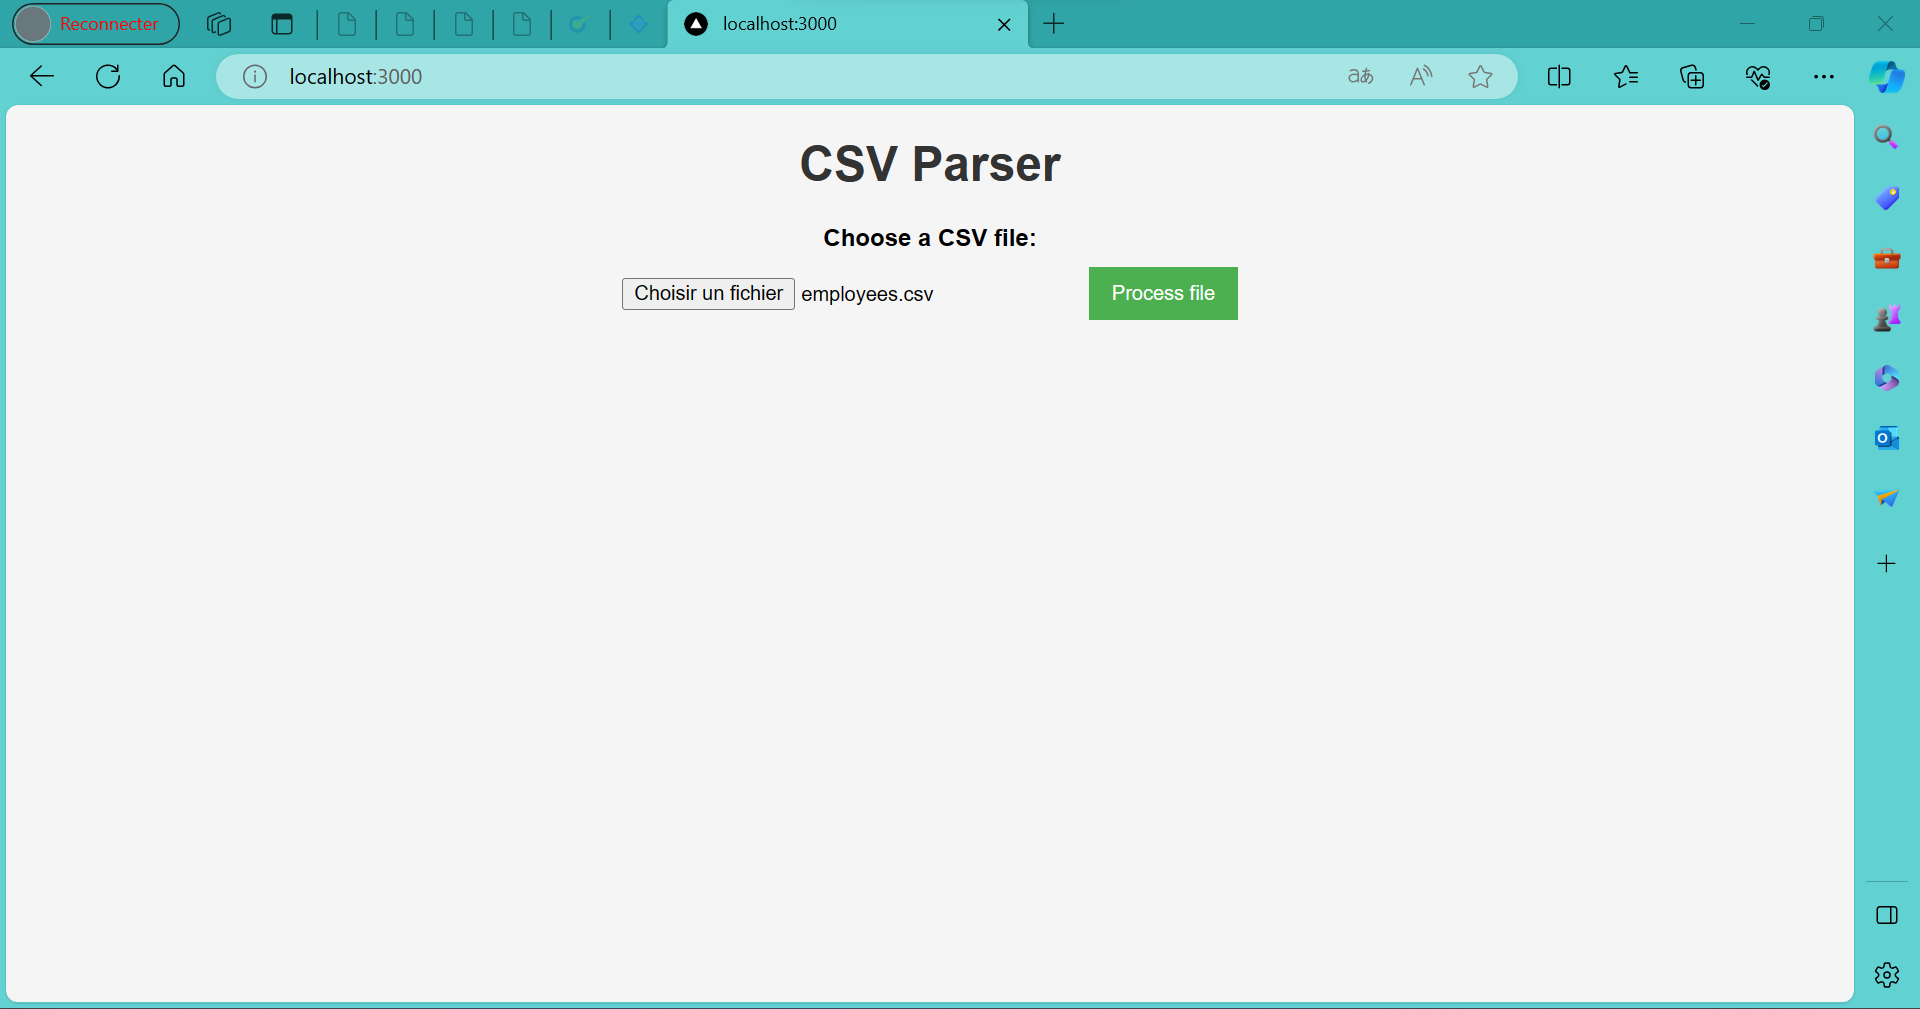 Reconnecter
localhost:3000
localhost:3000
CSV Parser
Choose a CSV file:
Choisir un fichier employees.csv Process file